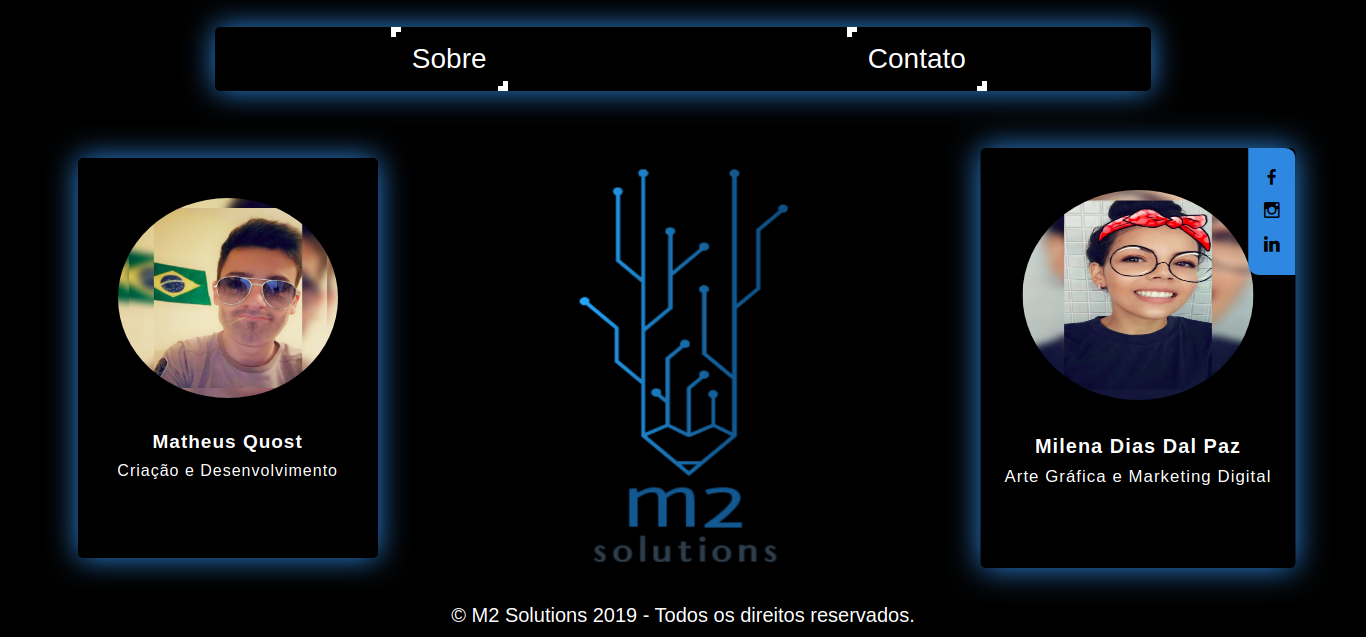 Sobre
Contato
Matheus Quost
Criação e Desenvolvimento
m2
solutions
Milena Dias Dal Paz
Arte Gráfica e Marketing Digital
© M2 Solutions 2019 - Todos os direitos reservados.